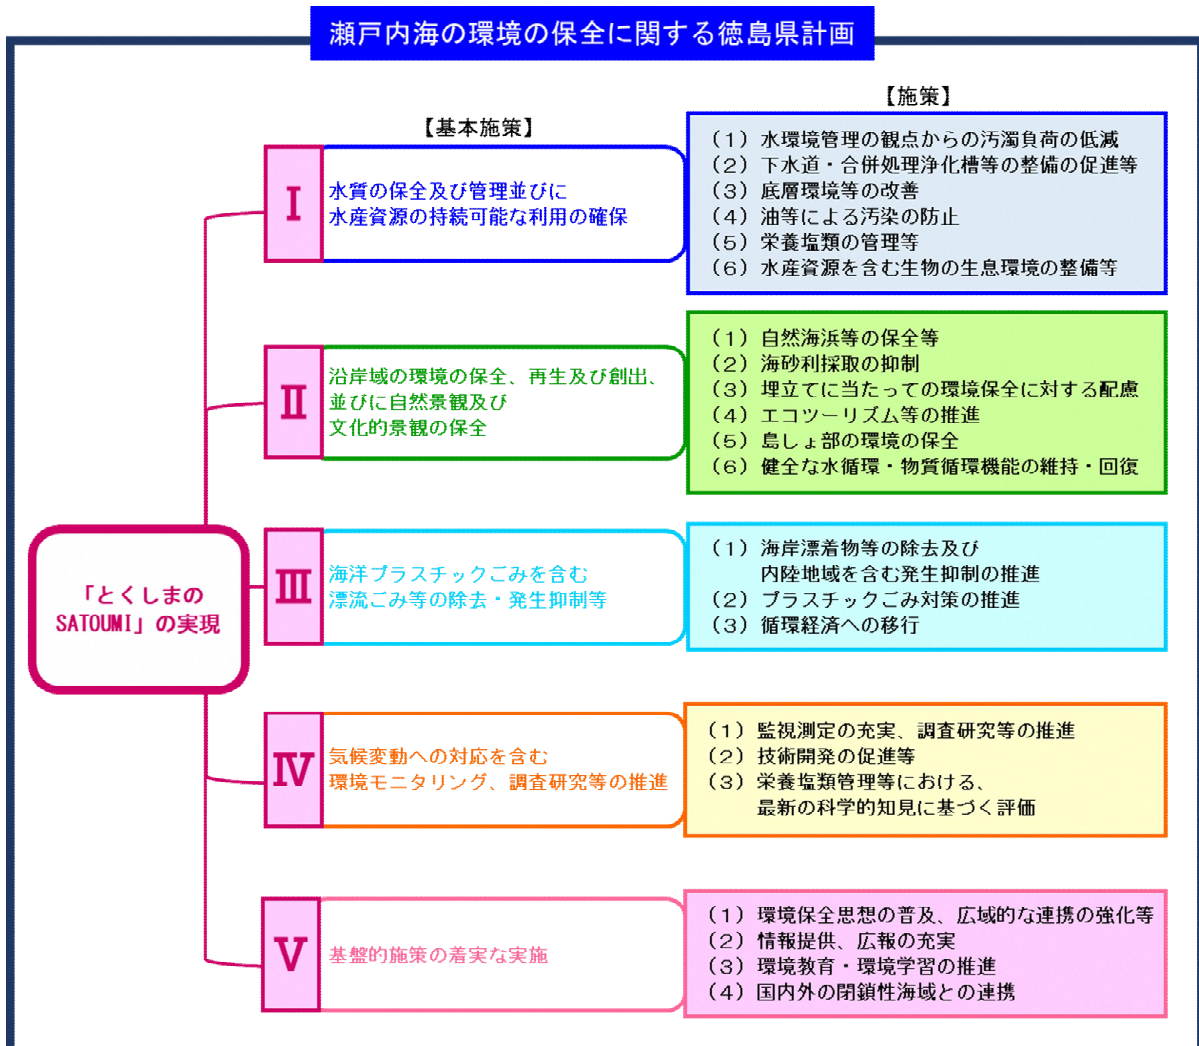 瀬戸内海の環境の保全に関する徳島県計画
「とくしまの
SATOUMI」の実現
【基本施策】
【施策】
Ⅰ
水質の保全及び管理並びに
水産資源の持続可能な利用の確保
(1) 水環境管理の観点からの汚濁負荷の低減
(2) 下水道・合併処理浄化槽等の整備の促進等
(3) 底層環境等の改善
(4) 油等による汚染の防止
(5) 栄養塩類の管理等
(6) 水産資源を含む生物の生息環境の整備等
Ⅱ
沿岸域の環境の保全、再生及び創出、
並びに自然景観及び
文化的景観の保全
(1) 自然海浜等の保全等
(2) 海砂利採取の抑制
(3) 埋立てに当たっての環境保全に対する配慮
(4) エコツーリズム等の推進
(5) 島しょ部の環境の保全
(6) 健全な水循環・物質循環機能の維持・回復
Ⅲ
海洋プラスチックごみを含む
漂流ごみ等の除去・発生抑制等
(1) 海岸漂着物等の除去及び
内陸地域を含む発生抑制の推進
(2) プラスチックごみ対策の推進
(3) 循環経済への移行
Ⅳ
気候変動への対応を含む
環境モニタリング、調査研究等の推進
(1) 監視測定の充実、調査研究等の推進
(2) 技術開発の促進等
(3) 栄養塩類管理等における、
最新の科学的知見に基づく評価
Ⅴ
基盤的施策の着実な実施
(1) 環境保全思想の普及、広域的な連携の強化等
(2) 情報提供、広報の充実
(3) 環境教育・環境学習の推進
(4) 国内外の閉鎖性海域との連携